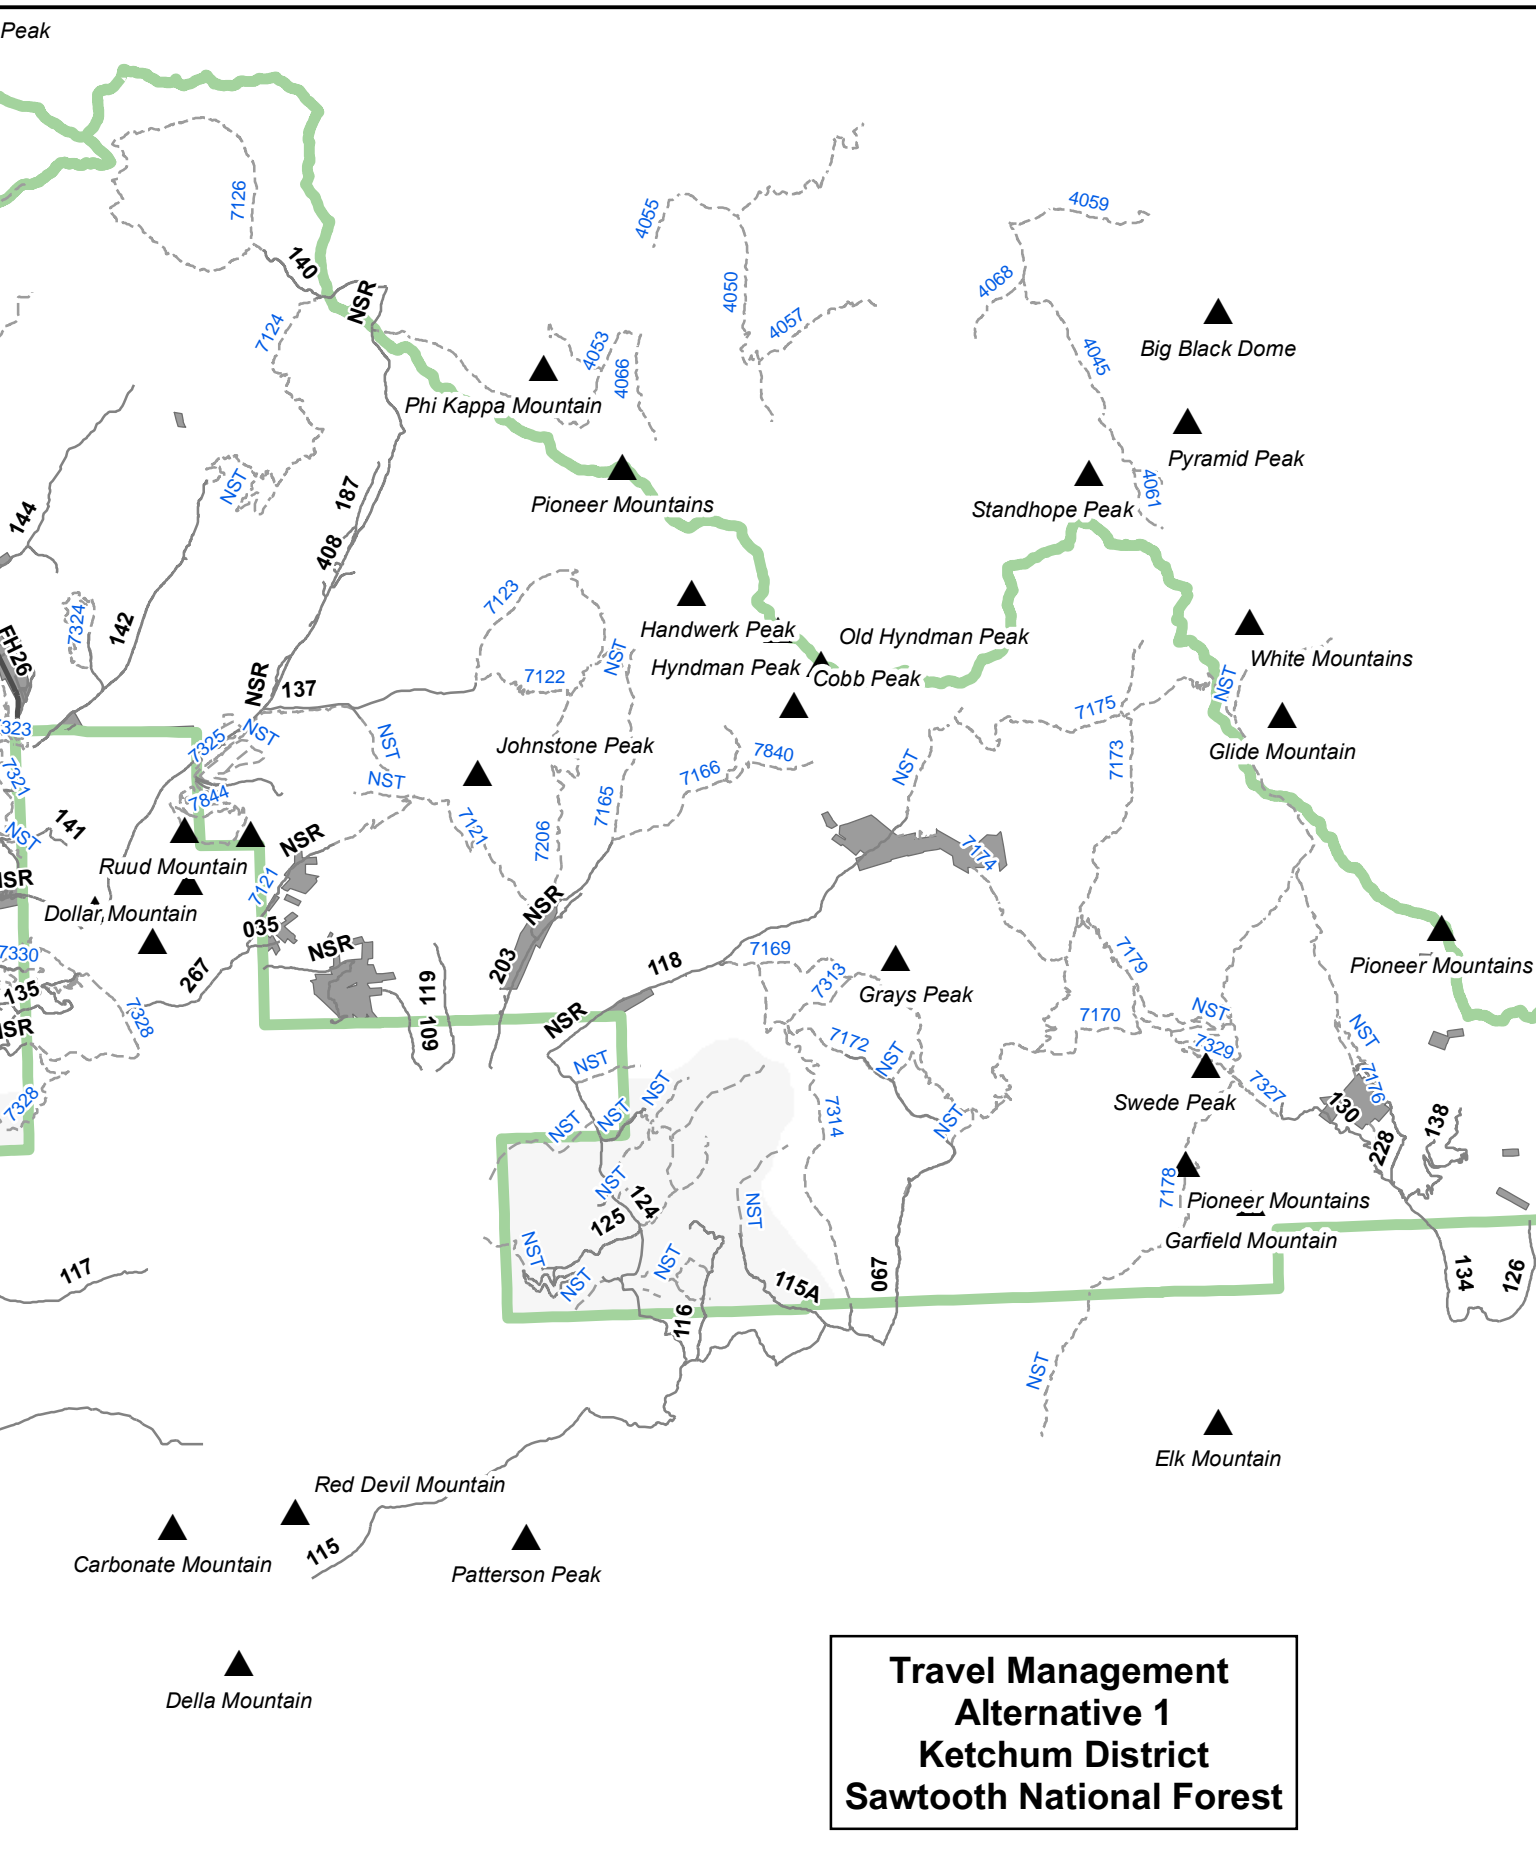 Peak
7126
140
NSR
7124
4055
4050
4057
4059
4068
4045
Big Black Dome
4053
4066
Phi Kappa Mountain
Pyramid Peak
4061
Standhope Peak
Pioneer Mountains
NST
187
408
144
142
7324
FH26
7123
NST
7122
Handwerk Peak
Old Hyndman Peak
Hyndman Peak
Cobb Peak
White Mountains
NST
NSR
137
7323
7325
NST
NST
NST
Johnstone Peak
7175
7173
Glide Mountain
NST
7840
7166
7165
7321
7844
141
NST
NSR
7121
7206
7174
Ruud Mountain
7121
NSR
Dollar Mountain
035
NSR
NSR
203
118
7169
7313
Grays Peak
7179
Pioneer Mountains
7330
267
135
7328
NSR
119
601
NSR
7172
NST
7170
NST
7329
NST
7176
7328
NST
NST
NST
NST
7314
NST
Swede Peak
7327
130
228
138
NST
124
125
NST
7178
Pioneer Mountains
Garfield Mountain
NST
NST
NST
117
115A
067
116
134
126
NST
Elk Mountain
Red Devil Mountain
Carbonate Mountain
115
Patterson Peak
Della Mountain
Travel Management
Alternative 1
Ketchum District
Sawtooth National Forest